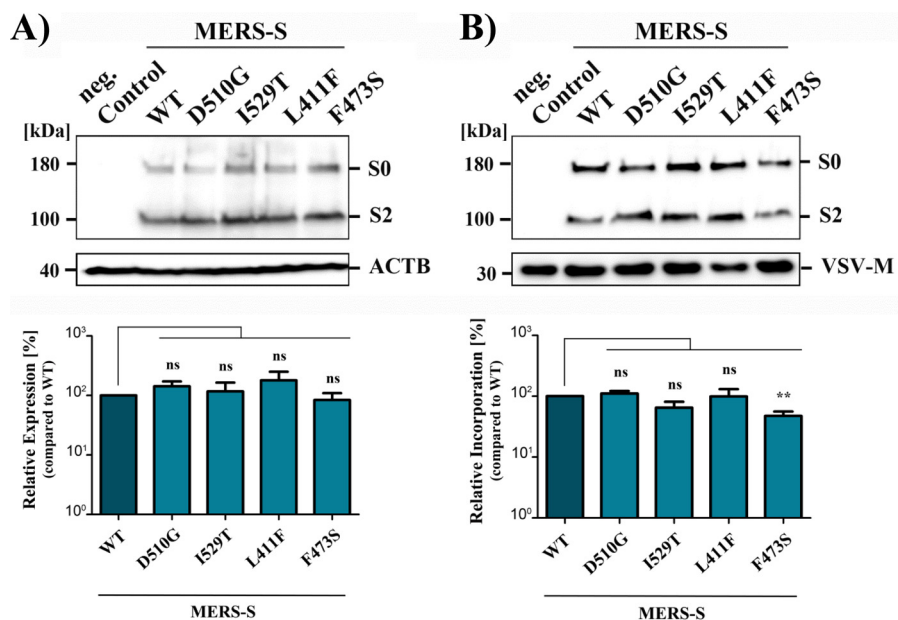 A)
MERS-S
neg. Control
WT
D510G
I529T
L411F
F473S
[kDa]
180
S0
100
S2
40
ACTB
Relative Expression [%]
(compared to WT)
10³
10²
10¹
10⁰
ns
ns
ns
ns
WT
D510G
I529T
L411F
F473S
MERS-S
B)
MERS-S
neg. Control
WT
D510G
I529T
L411F
F473S
[kDa]
180
S0
100
S2
30
VSV-M
Relative Incorporation [%]
(compared to WT)
10³
10²
10¹
10⁰
ns
ns
ns
**
WT
D510G
I529T
L411F
F473S
MERS-S